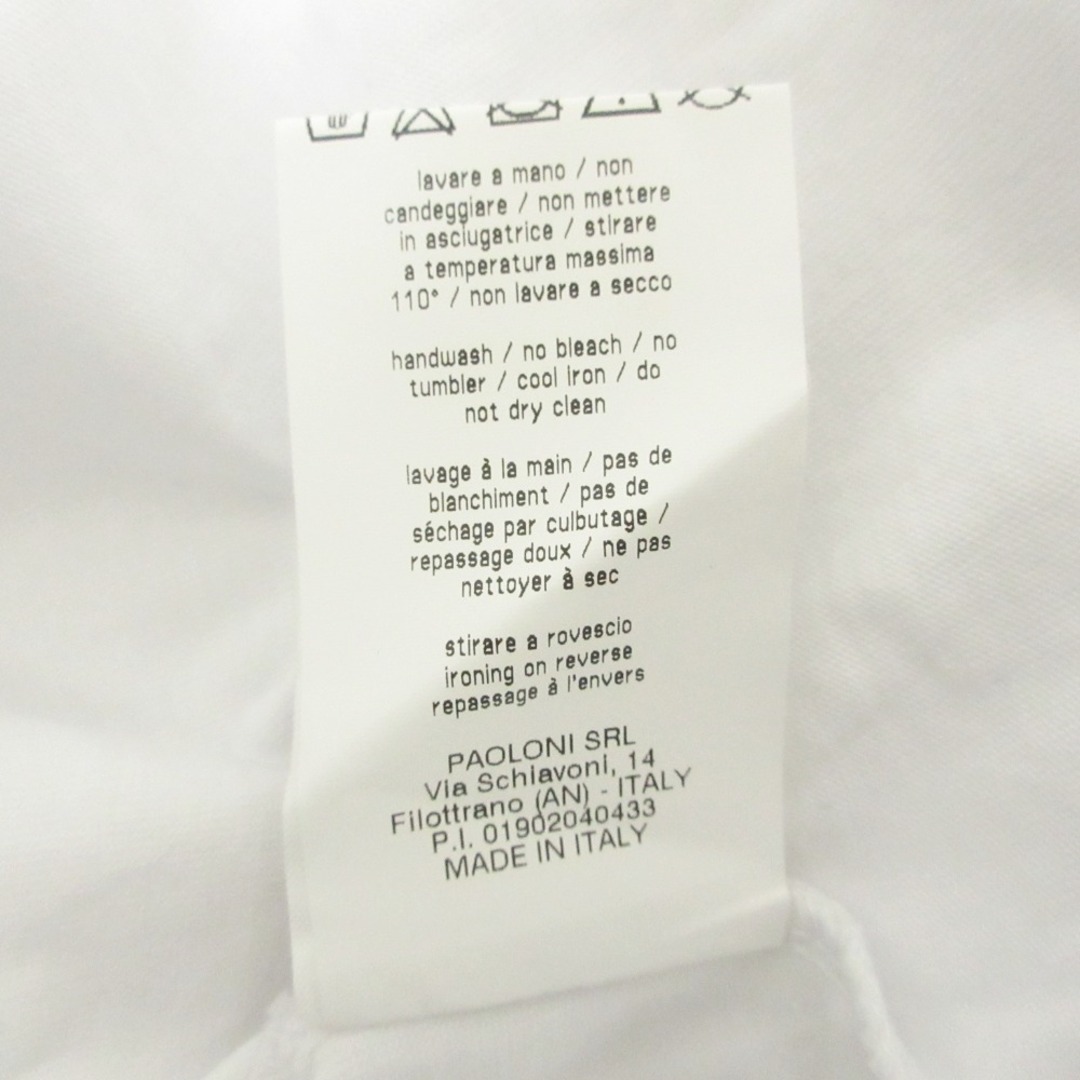 lavare a mano / non
candeggiare / non mettere
in asciugatrice / stirare
a temperatura massima
110° / non lavare a secco
handwash / no bleach / no
tumbler / cool iron / do
not dry clean
lavage à la main / pas de
blanchiment / pas de
séchage par culbutage /
repassage doux / ne pas
nettoyer à sec
stirare a rovescio
ironing on reverse
repassage à l'envers
PAOLONI SRL
Via Schiavoni, 14
Filottrano (AN) - ITALY
P.I. 01902040433
MADE IN ITALY